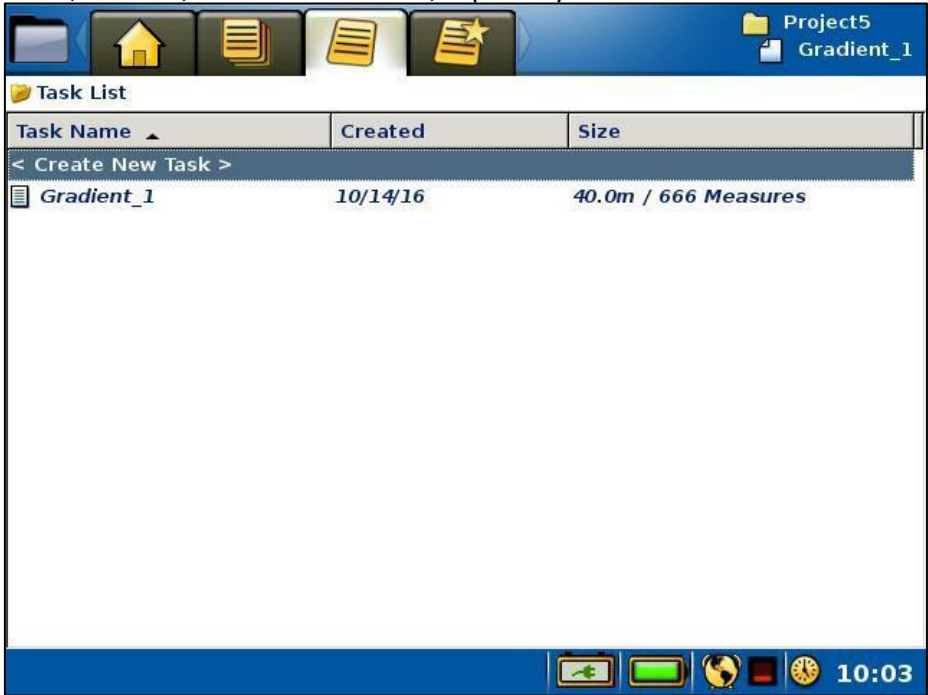 Project5
Gradient_1
Task List
Task Name Created Size
< Create New Task >
Gradient_1 10/14/16 40.0m / 666 Measures
10:03